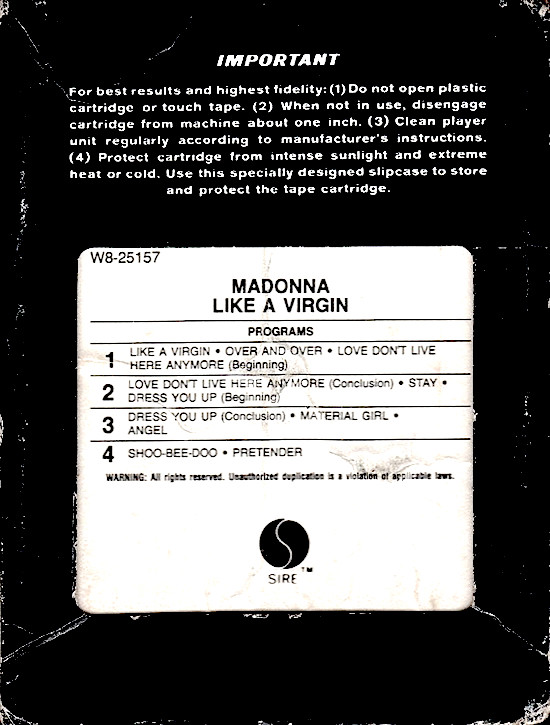 IMPORTANT
For best results and highest fidelity: (1) Do not open plastic
cartridge or touch tape. (2) When not in use, disengage
cartridge from machine about one inch. (3) Clean player
unit regularly according to manufacturer's instructions.
(4) Protect cartridge from intense sunlight and extreme
heat or cold. Use this specially designed slipcase to store
and protect the tape cartridge.
W8-25157
MADONNA
LIKE A VIRGIN
PROGRAMS
1 LIKE A VIRGIN • OVER AND OVER • LOVE DON'T LIVE
HERE ANYMORE (Beginning)
2 LOVE DON'T LIVE HERE ANYMORE (Conclusion) • STAY •
DRESS YOU UP (Beginning)
3 DRESS YOU UP (Conclusion) • MATERIAL GIRL •
ANGEL
4 SHOO-BEE-DOO • PRETENDER
WARNING: All rights reserved. Unauthorized duplication is a violation of applicable laws.
SIRE™